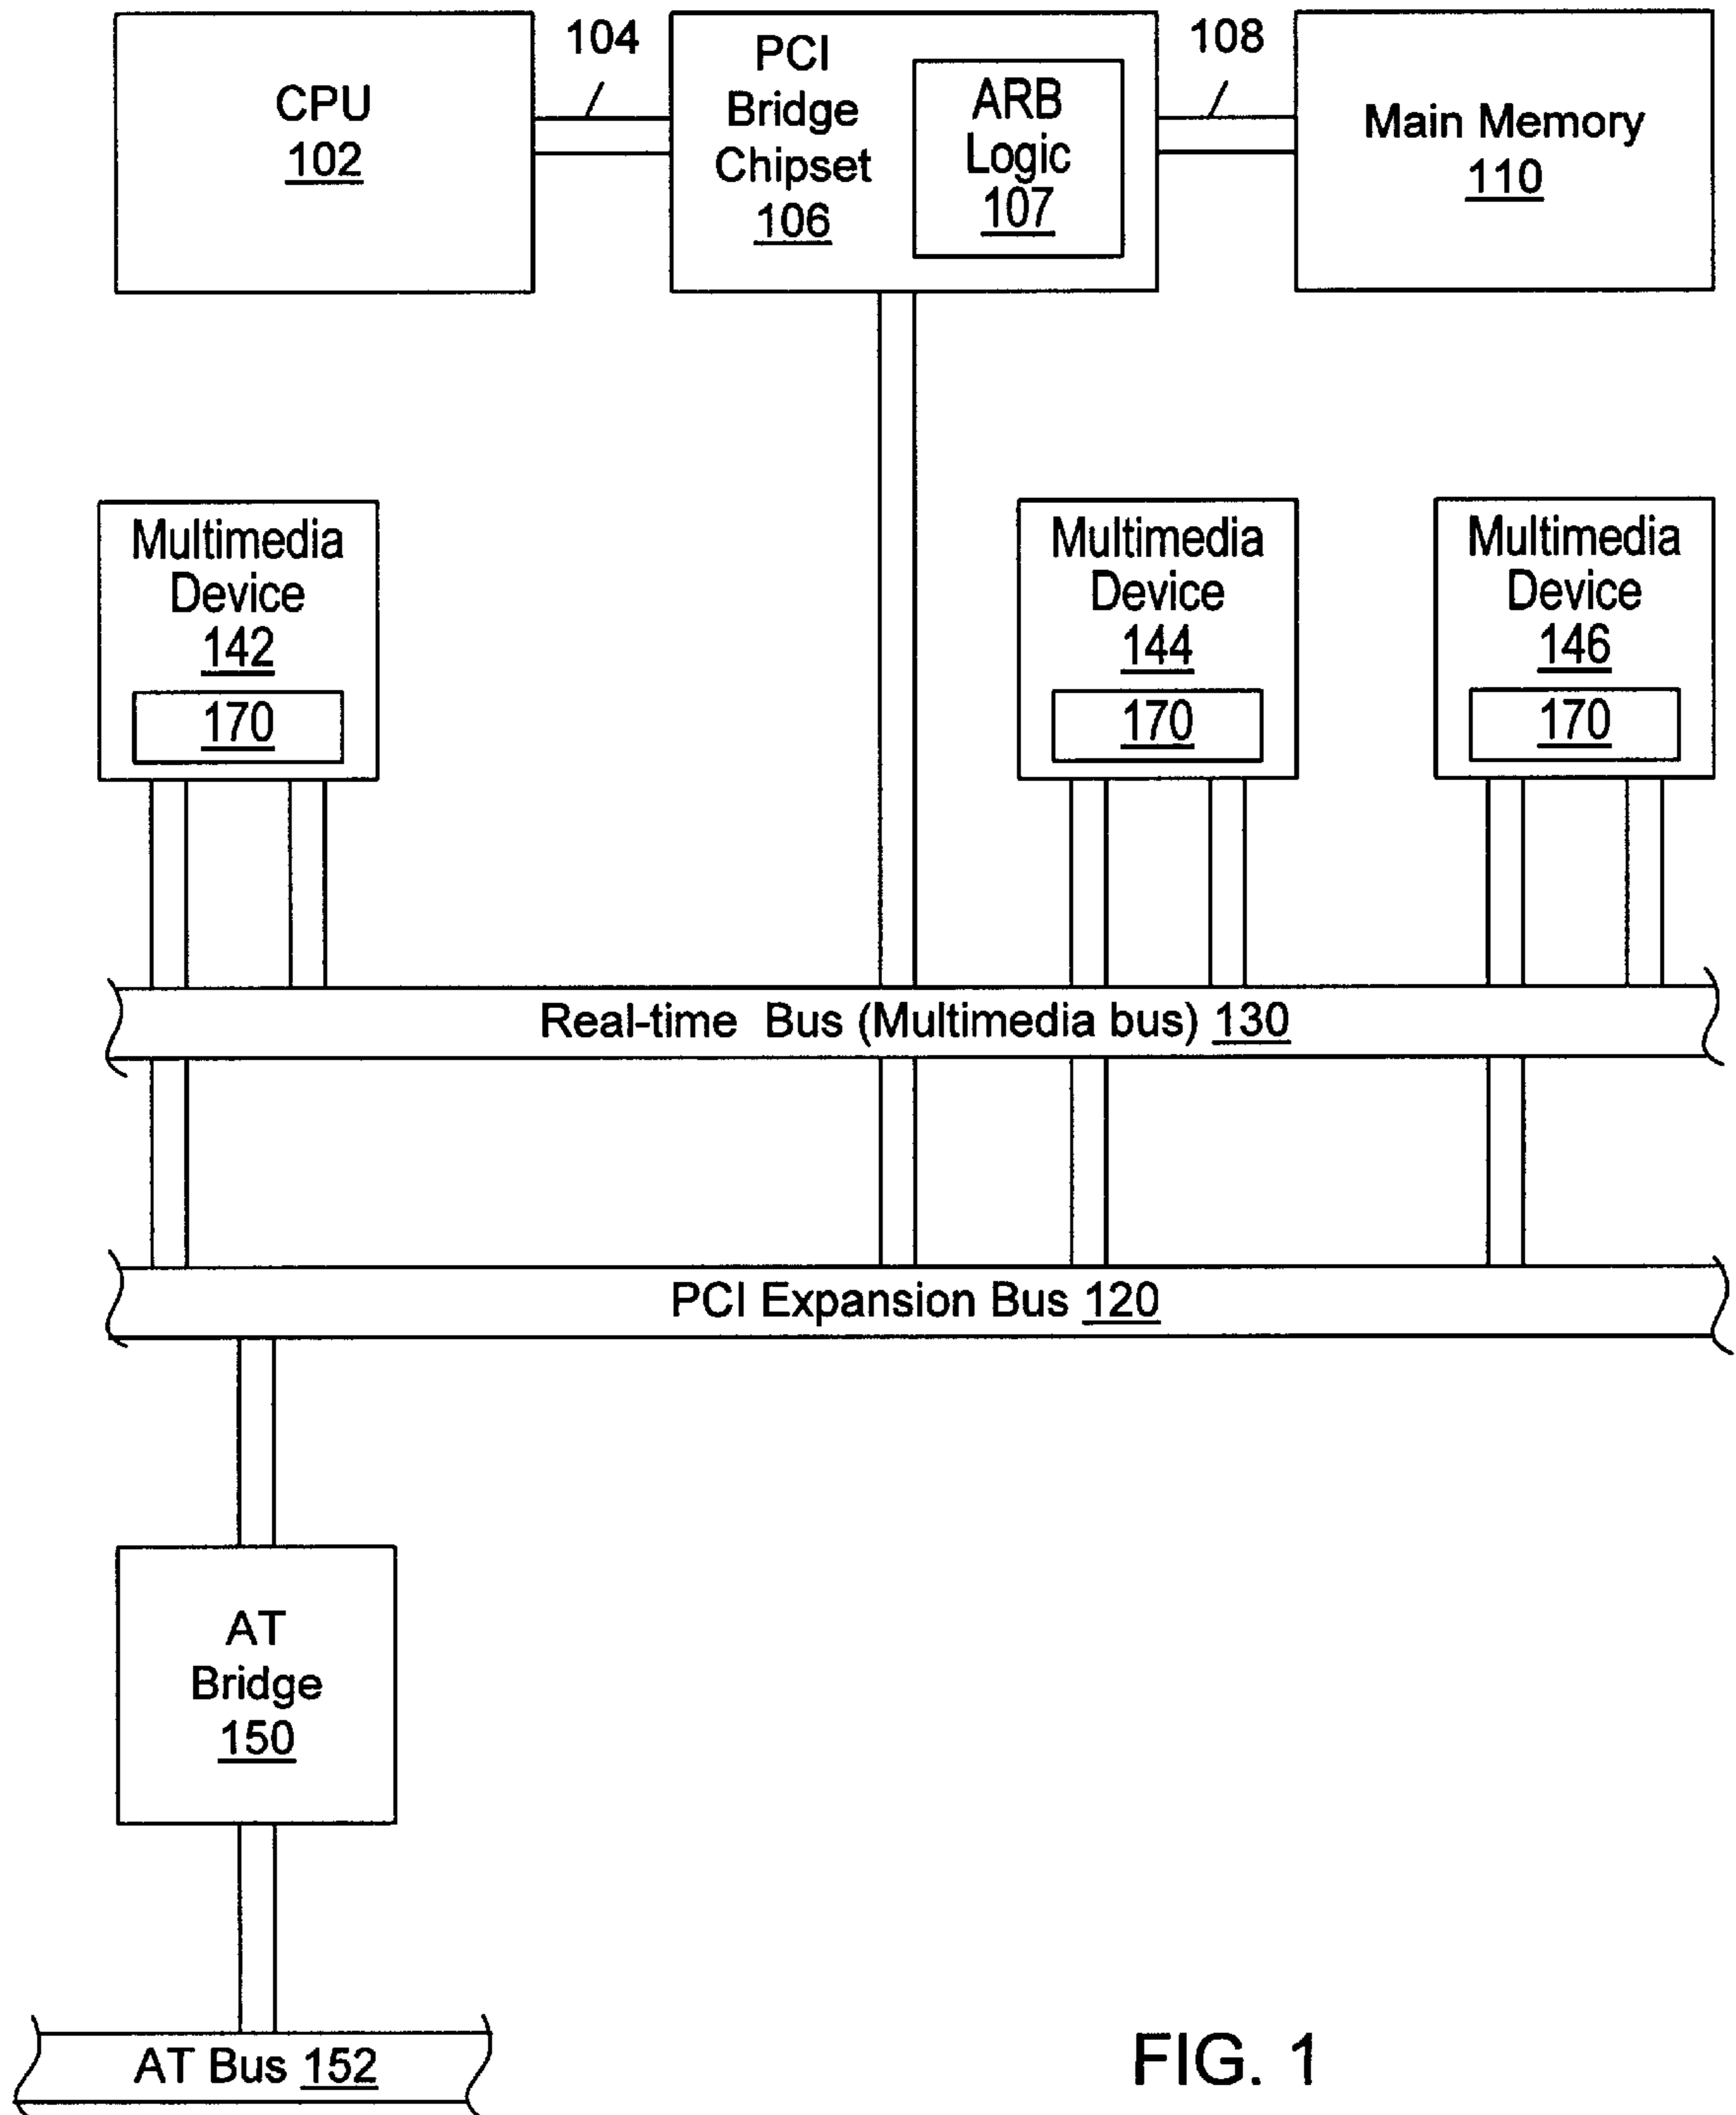 CPU
102
104
PCI
Bridge
Chipset
106
ARB
Logic
107
108
Main Memory
110
Multimedia
Device
142
170
Multimedia
Device
144
170
Multimedia
Device
146
170
Real-time Bus (Multimedia bus) 130
PCI Expansion Bus 120
AT
Bridge
150
AT Bus 152
FIG. 1